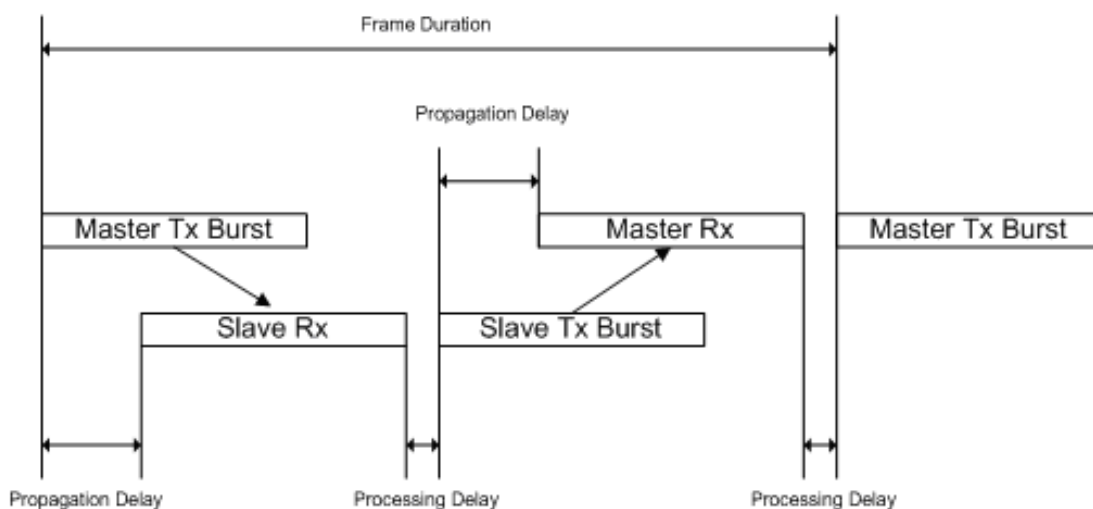 Frame Duration
Propagation Delay
Master Tx Burst
Master Rx
Master Tx Burst
Slave Rx
Slave Tx Burst
Propagation Delay
Processing Delay
Processing Delay